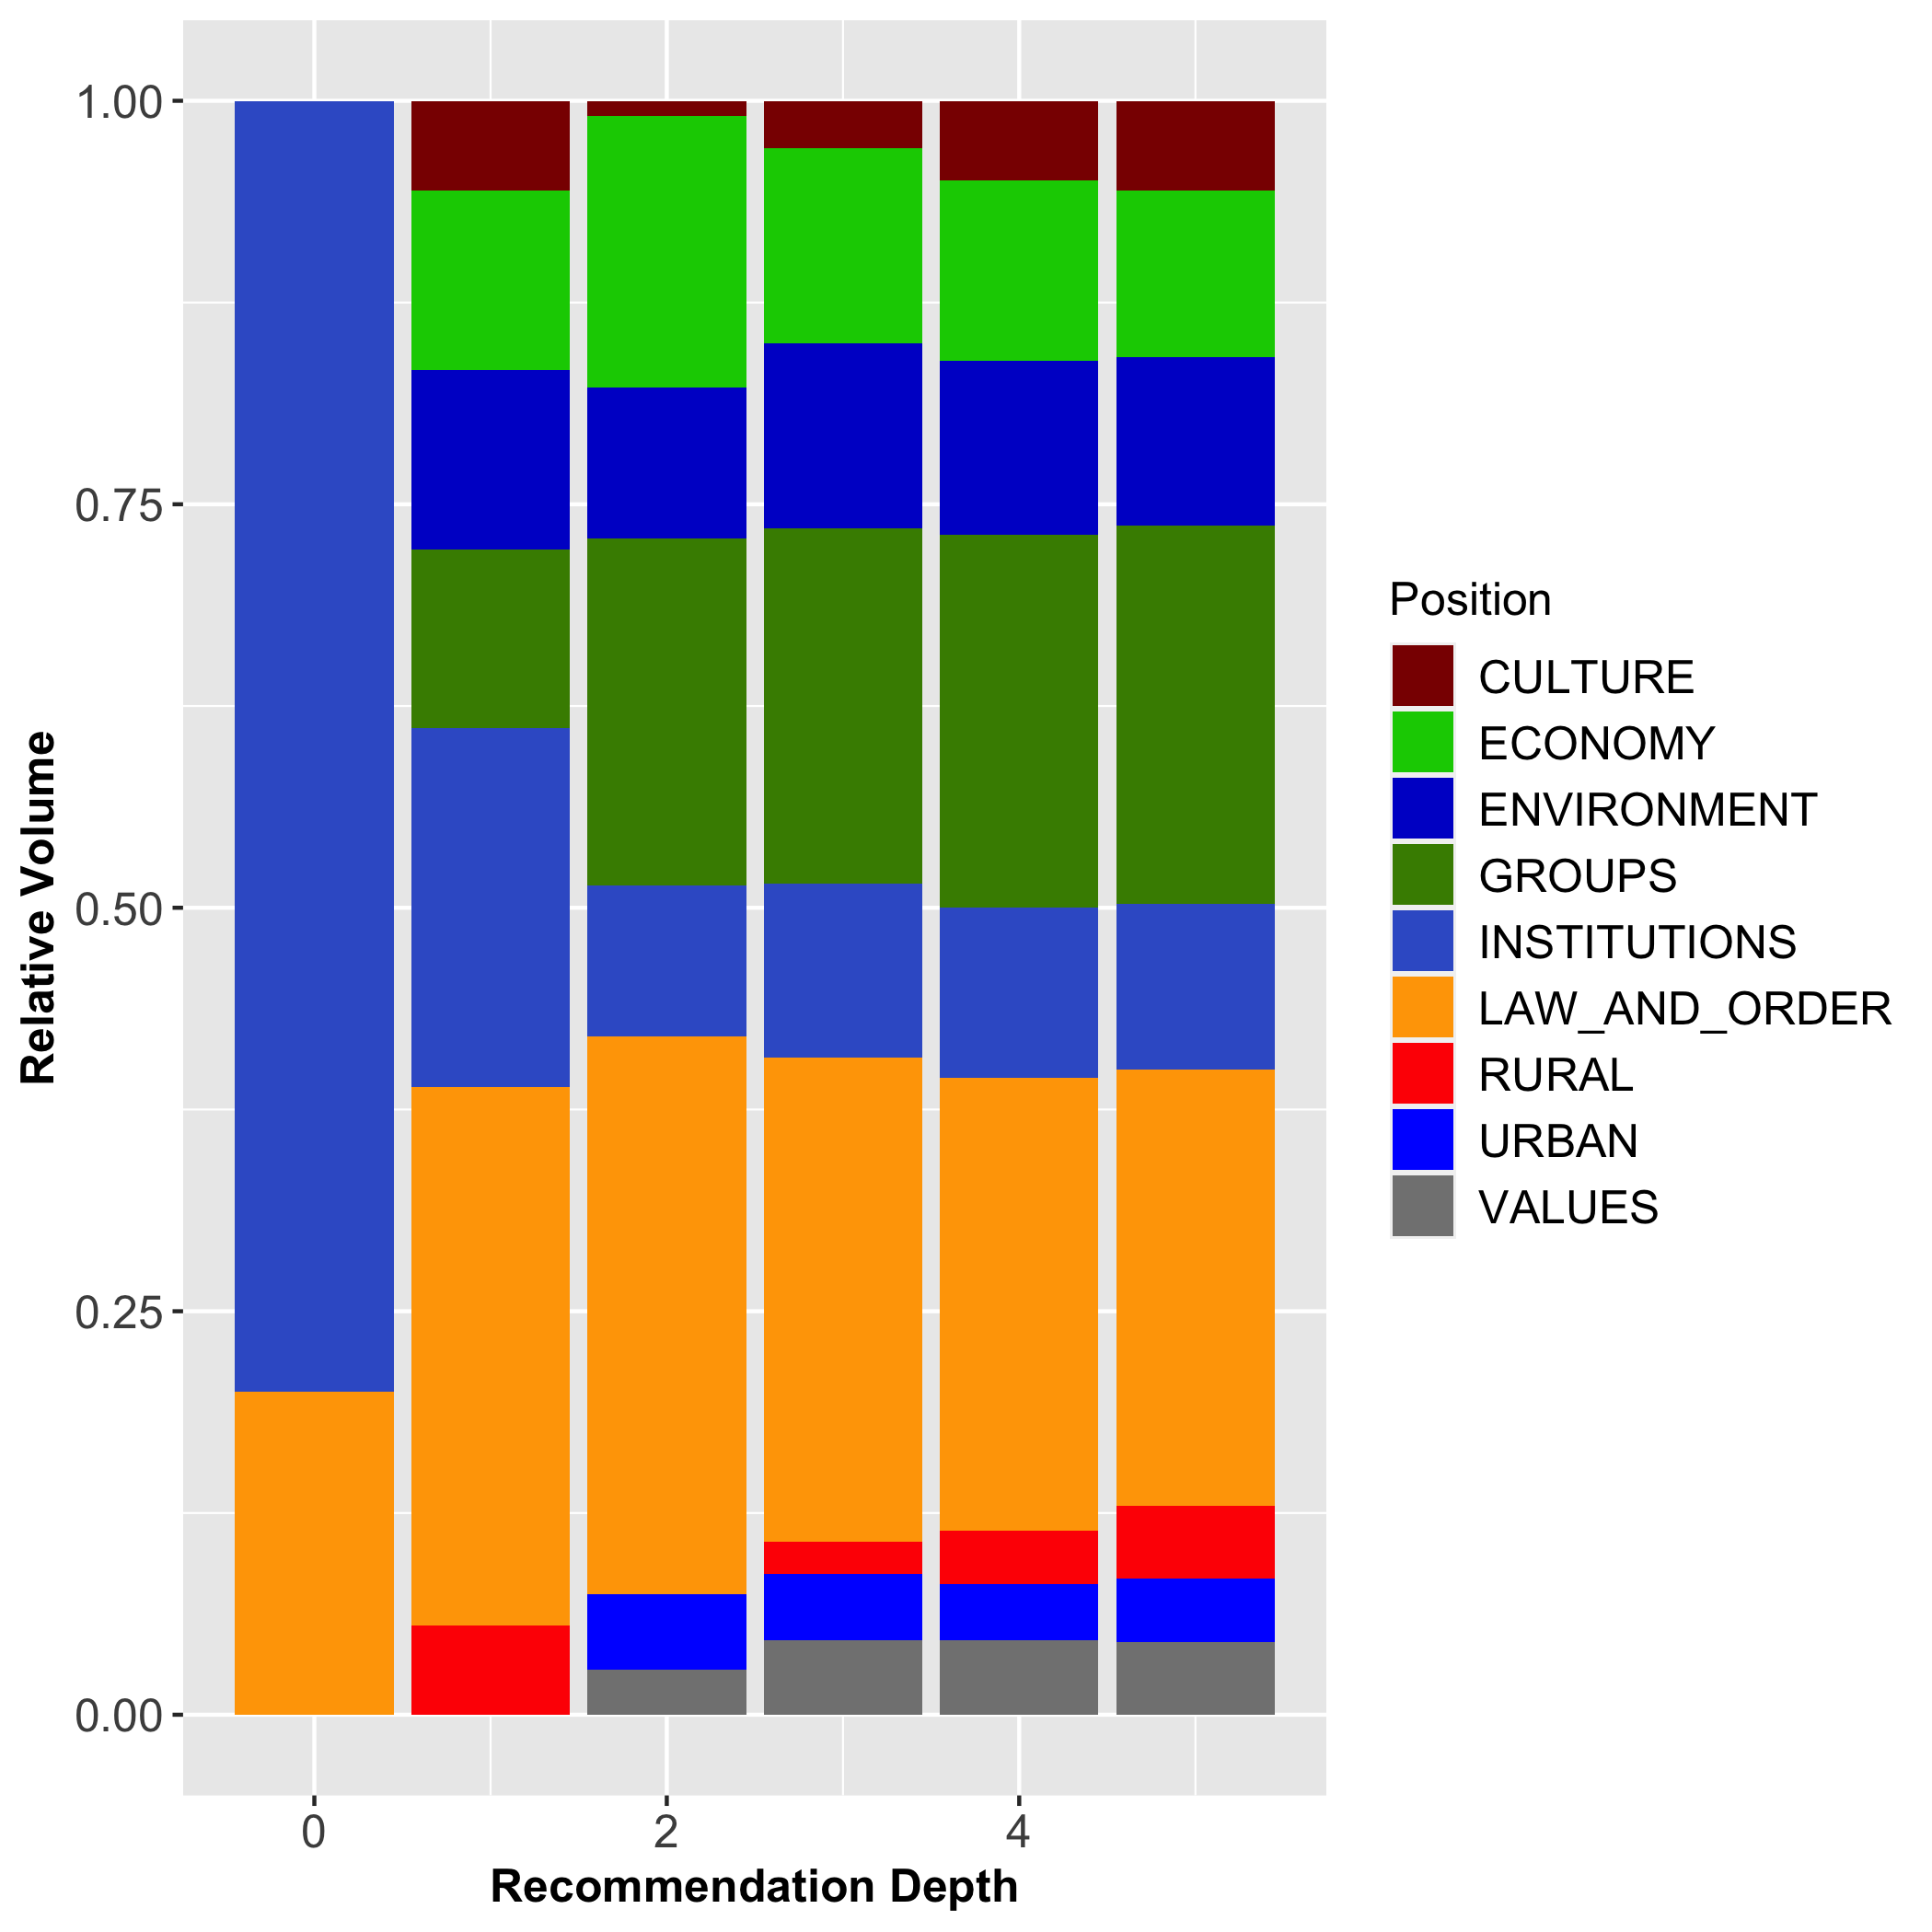 1.00
0.75
0.50
0.25
0.00
Relative Volume
0
2
4
Recommendation Depth
Position
CULTURE
ECONOMY
ENVIRONMENT
GROUPS
INSTITUTIONS
LAW_AND_ORDER
RURAL
URBAN
VALUES